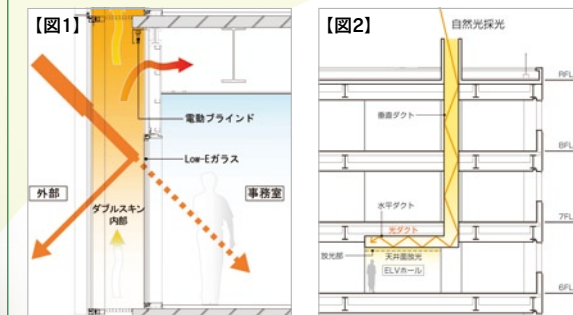 【図1】
電動ブラインド
Low-Eガラス
外部
事務室
ダブルスキン
内部
【図2】
自然光採光
RFL
垂直ダクト
8FL
水平ダクト
7FL
光ダクト
放光部
天井面放光
ELVホール
6FL